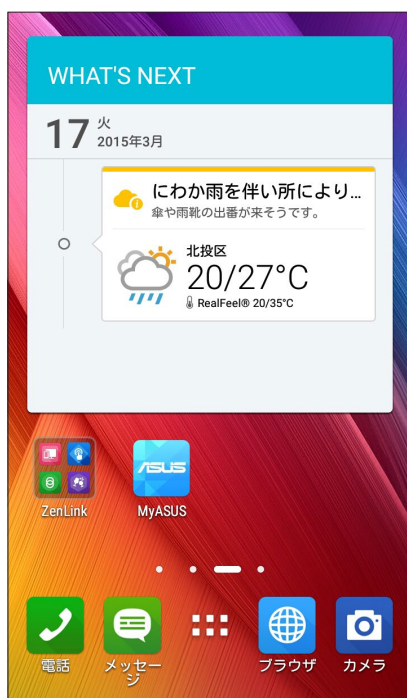 WHAT'S NEXT
17 火
2015年3月
にわか雨を伴い所により...
傘や雨靴の出番が来そうです。
北投区
20/27°C
RealFeel® 20/35°C
ZenLink
/SUS
MyASUS
電話
メッセー
ジ
ブラウザ
カメラ